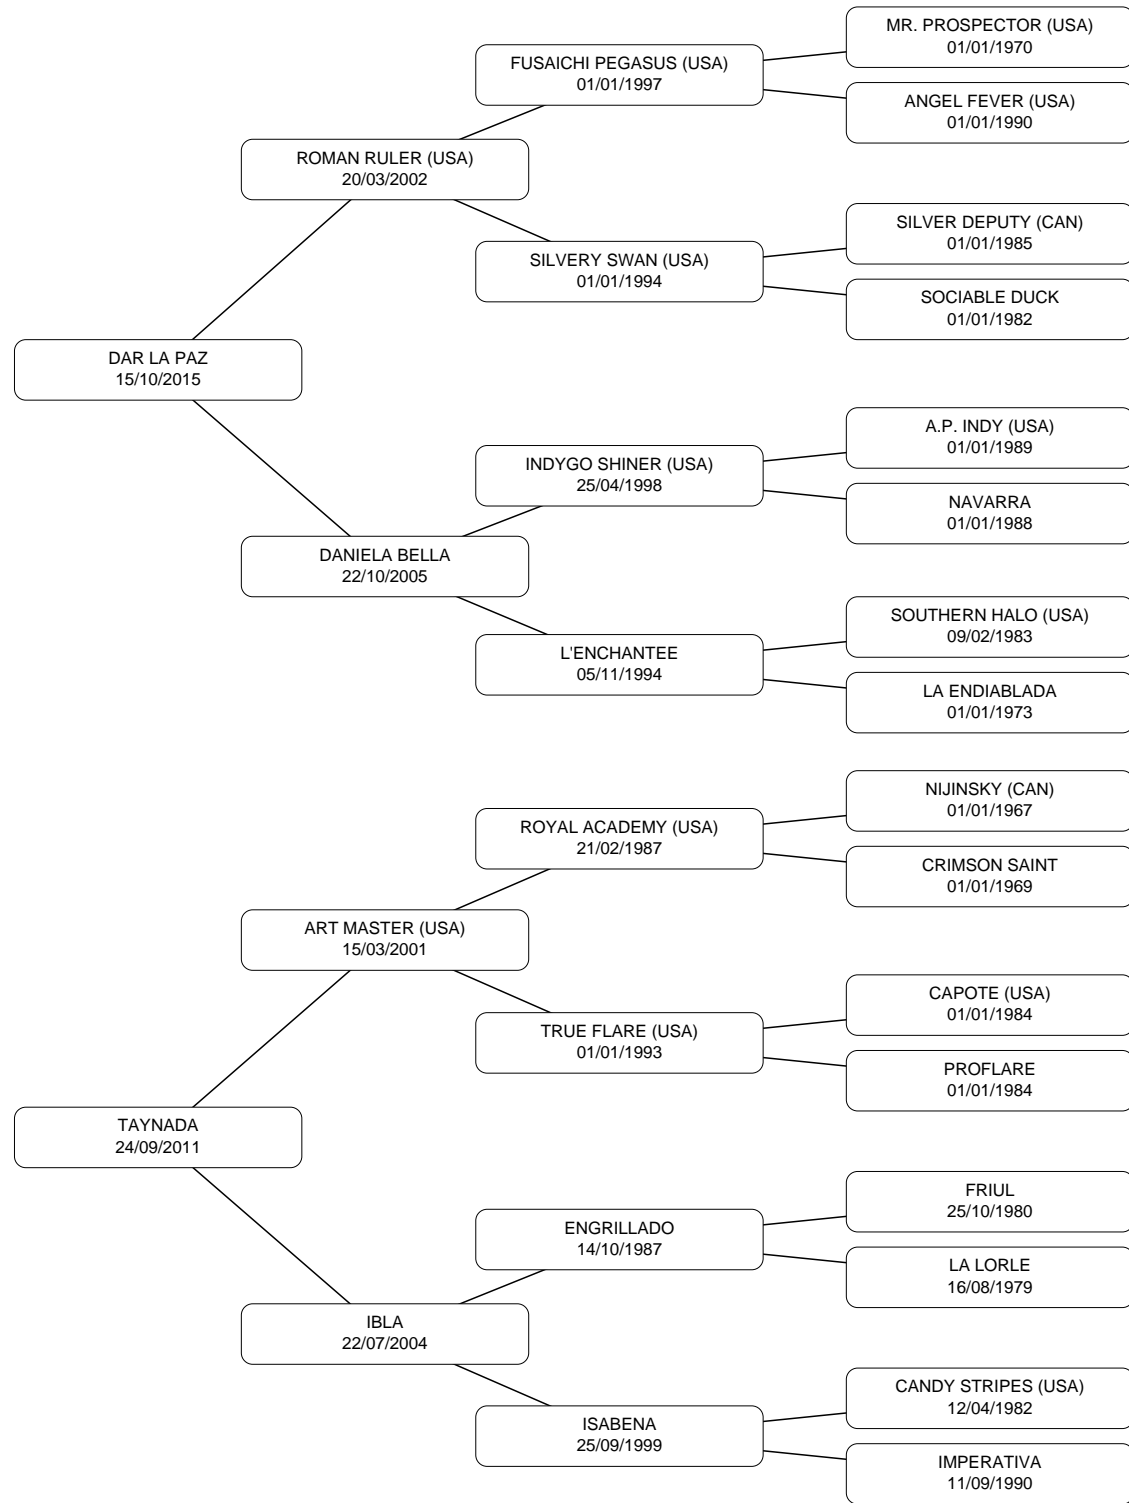 MR. PROSPECTOR (USA)
01/01/1970
FUSAICHI PEGASUS (USA)
01/01/1997
ANGEL FEVER (USA)
01/01/1990
ROMAN RULER (USA)
20/03/2002
SILVER DEPUTY (CAN)
01/01/1985
SILVERY SWAN (USA)
01/01/1994
SOCIABLE DUCK
01/01/1982
DAR LA PAZ
15/10/2015
A.P. INDY (USA)
01/01/1989
INDYGO SHINER (USA)
25/04/1998
NAVARRA
01/01/1988
DANIELA BELLA
22/10/2005
SOUTHERN HALO (USA)
09/02/1983
L'ENCHANTEE
05/11/1994
LA ENDIABLADA
01/01/1973
NIJINSKY (CAN)
01/01/1967
ROYAL ACADEMY (USA)
21/02/1987
CRIMSON SAINT
01/01/1969
ART MASTER (USA)
15/03/2001
CAPOTE (USA)
01/01/1984
TRUE FLARE (USA)
01/01/1993
PROFLARE
01/01/1984
TAYNADA
24/09/2011
FRIUL
25/10/1980
ENGRILLADO
14/10/1987
LA LORLE
16/08/1979
IBLA
22/07/2004
CANDY STRIPES (USA)
12/04/1982
ISABENA
25/09/1999
IMPERATIVA
11/09/1990